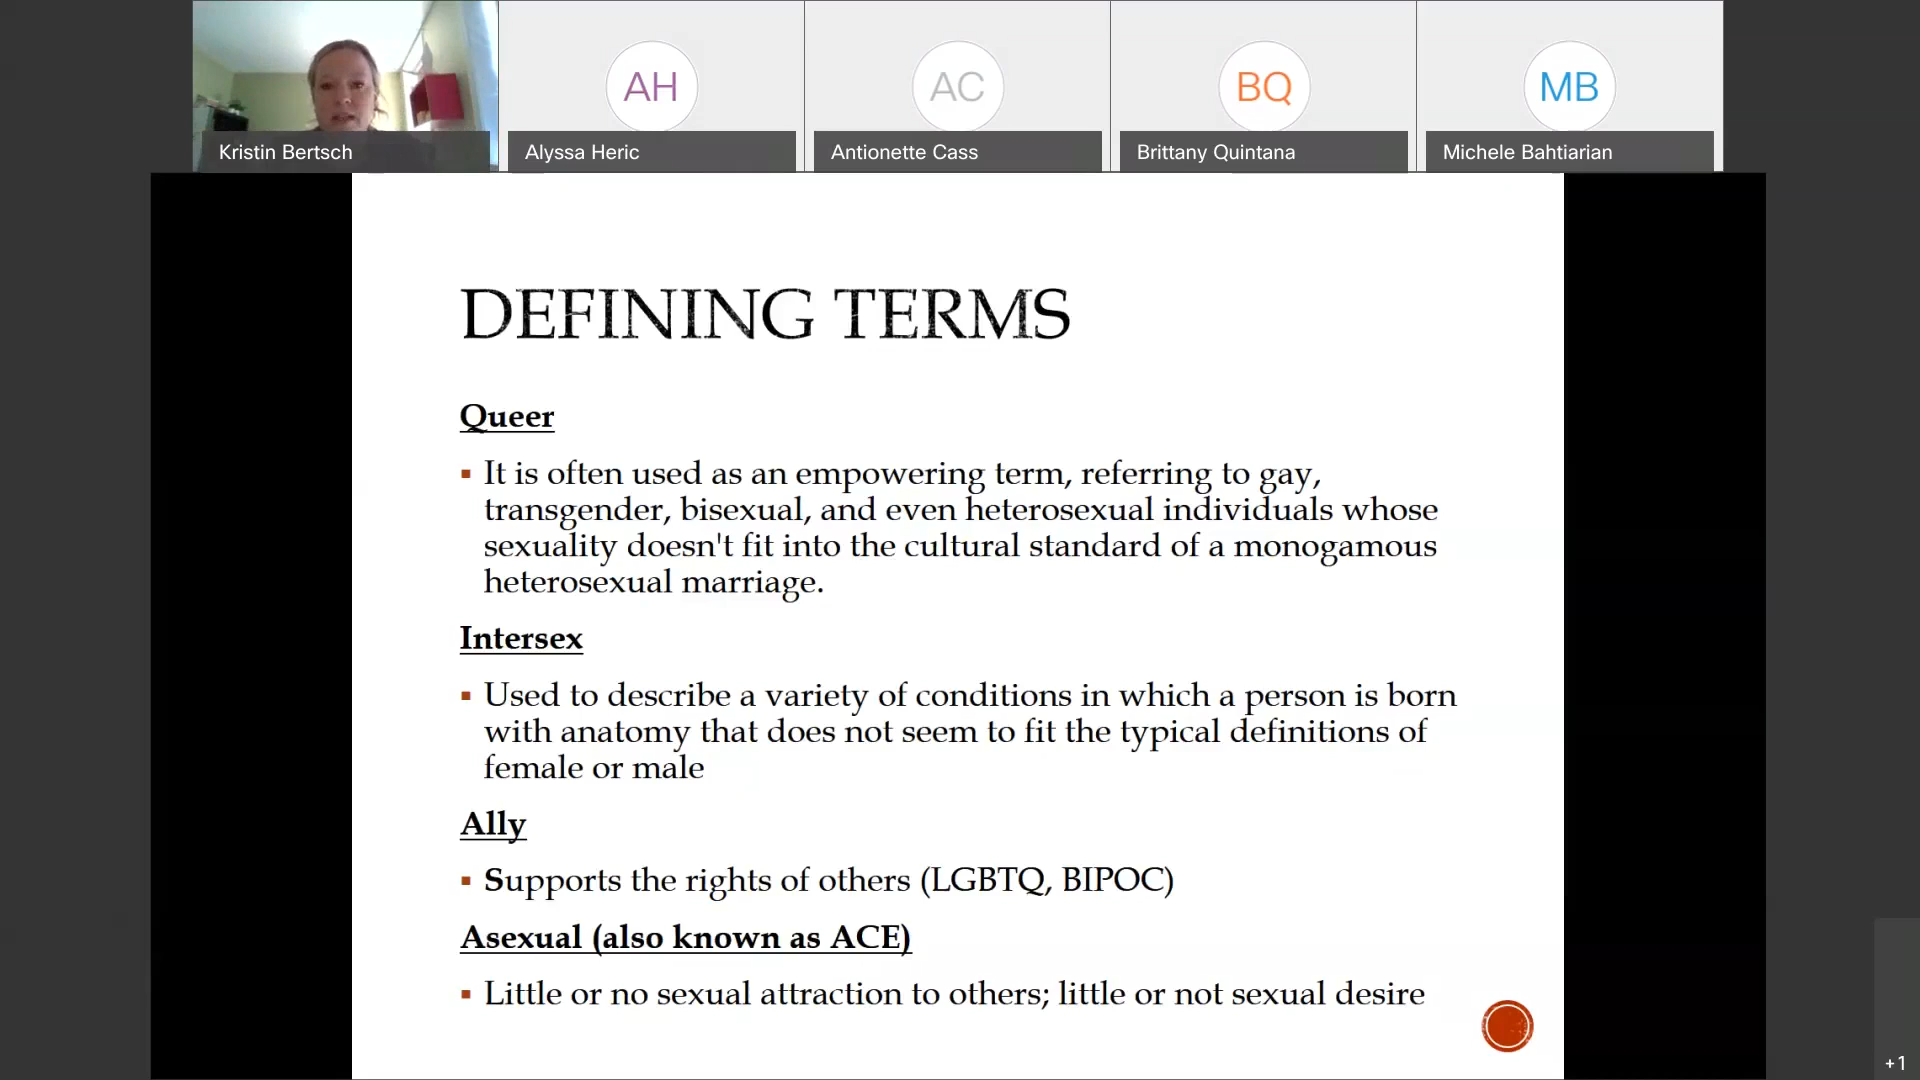 AH
AC
BQ
MB
Kristin Bertsch
Alyssa Heric
Antionette Cass
Brittany Quintana
Michele Bahtiarian
DEFINING TERMS
Queer
▪ It is often used as an empowering term, referring to gay,
transgender, bisexual, and even heterosexual individuals whose
sexuality doesn't fit into the cultural standard of a monogamous
heterosexual marriage.
Intersex
▪ Used to describe a variety of conditions in which a person is born
with anatomy that does not seem to fit the typical definitions of
female or male
Ally
▪ Supports the rights of others (LGBTQ, BIPOC)
Asexual (also known as ACE)
▪ Little or no sexual attraction to others; little or not sexual desire
+1